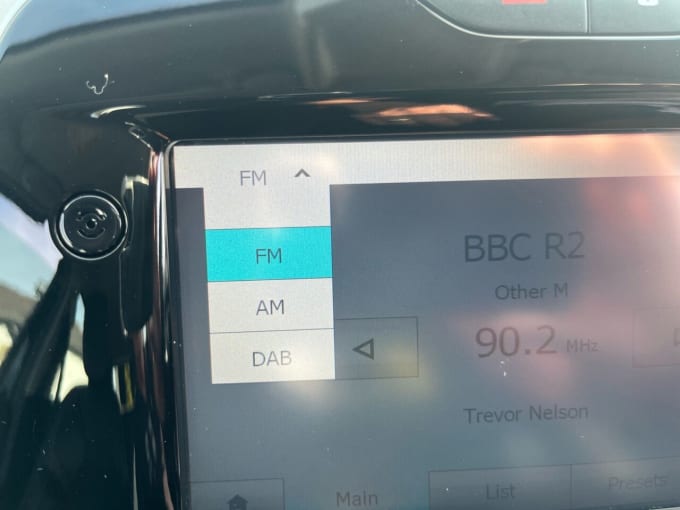 FM
FM
AM
DAB
BBC R2
Other M
90.2 MHz
Trevor Nelson
Main
List
Presets